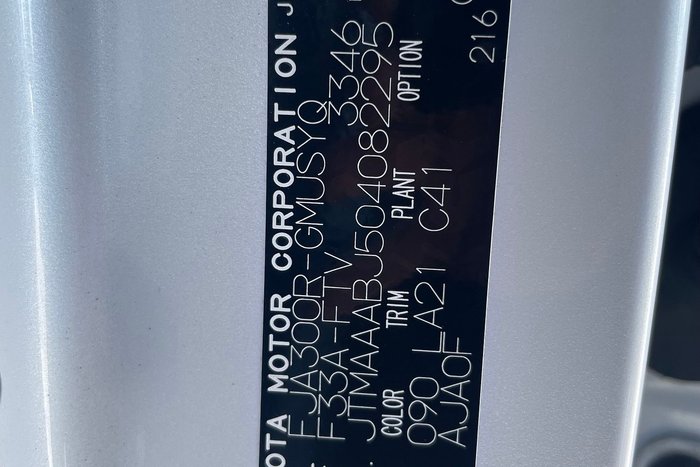 OTA MOTOR CORPORATION J
FJA300R-GMUSYQ
F33A-FTV 3346
JTMAAABJ504082295
COLOR TRIM PLANT OPTION
090 LA21 C41
AJA0F
216